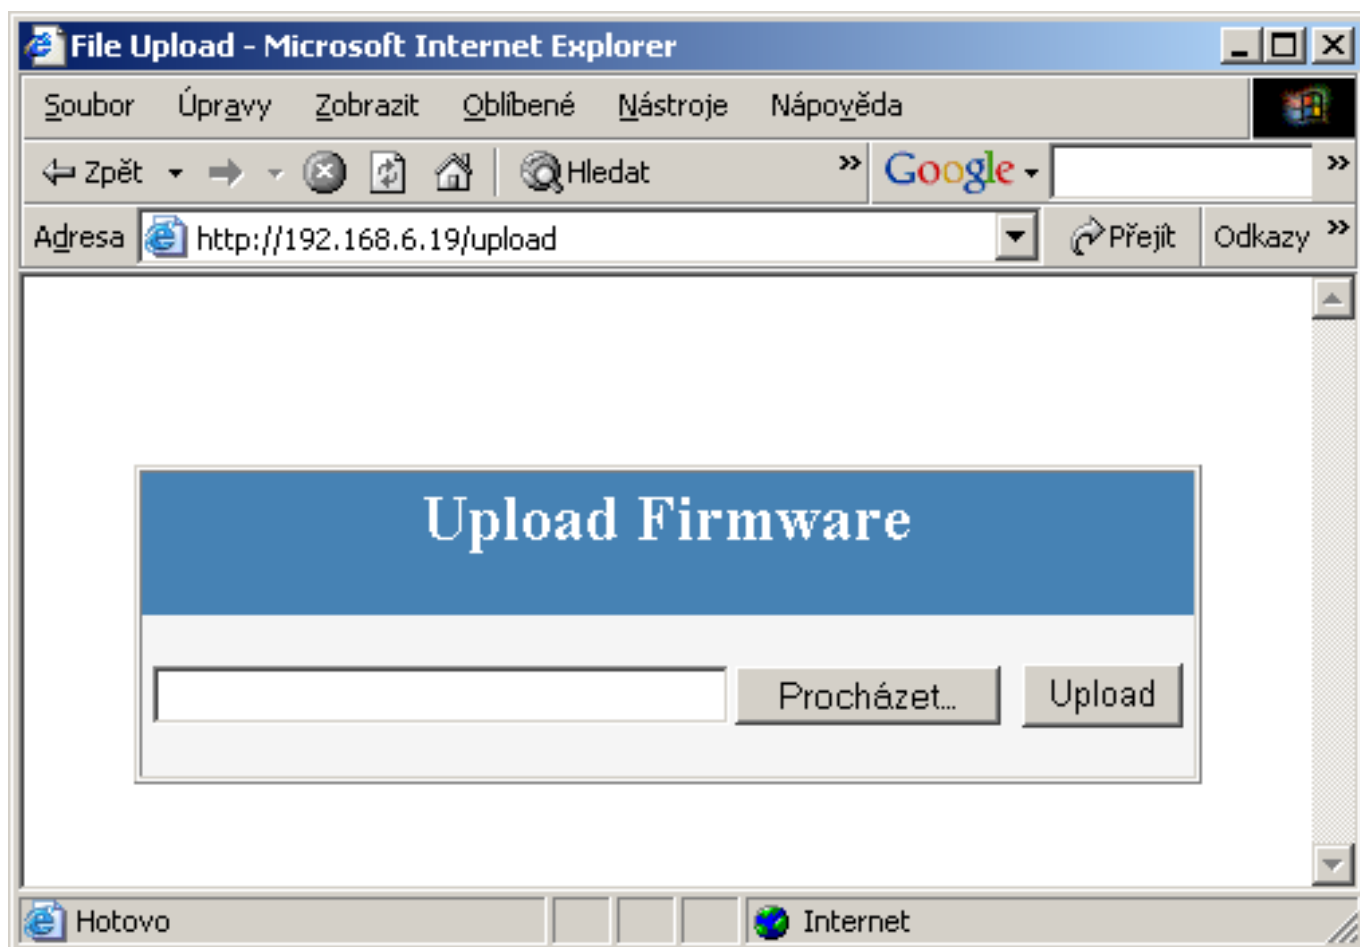 File Upload - Microsoft Internet Explorer
Soubor Úpravy Zobrazit Oblíbené Nástroje Nápověda
Zpět Hledat » Google »
Adresa http://192.168.6.19/upload Přejít Odkazy »
Upload Firmware
Procházet... Upload
Hotovo Internet